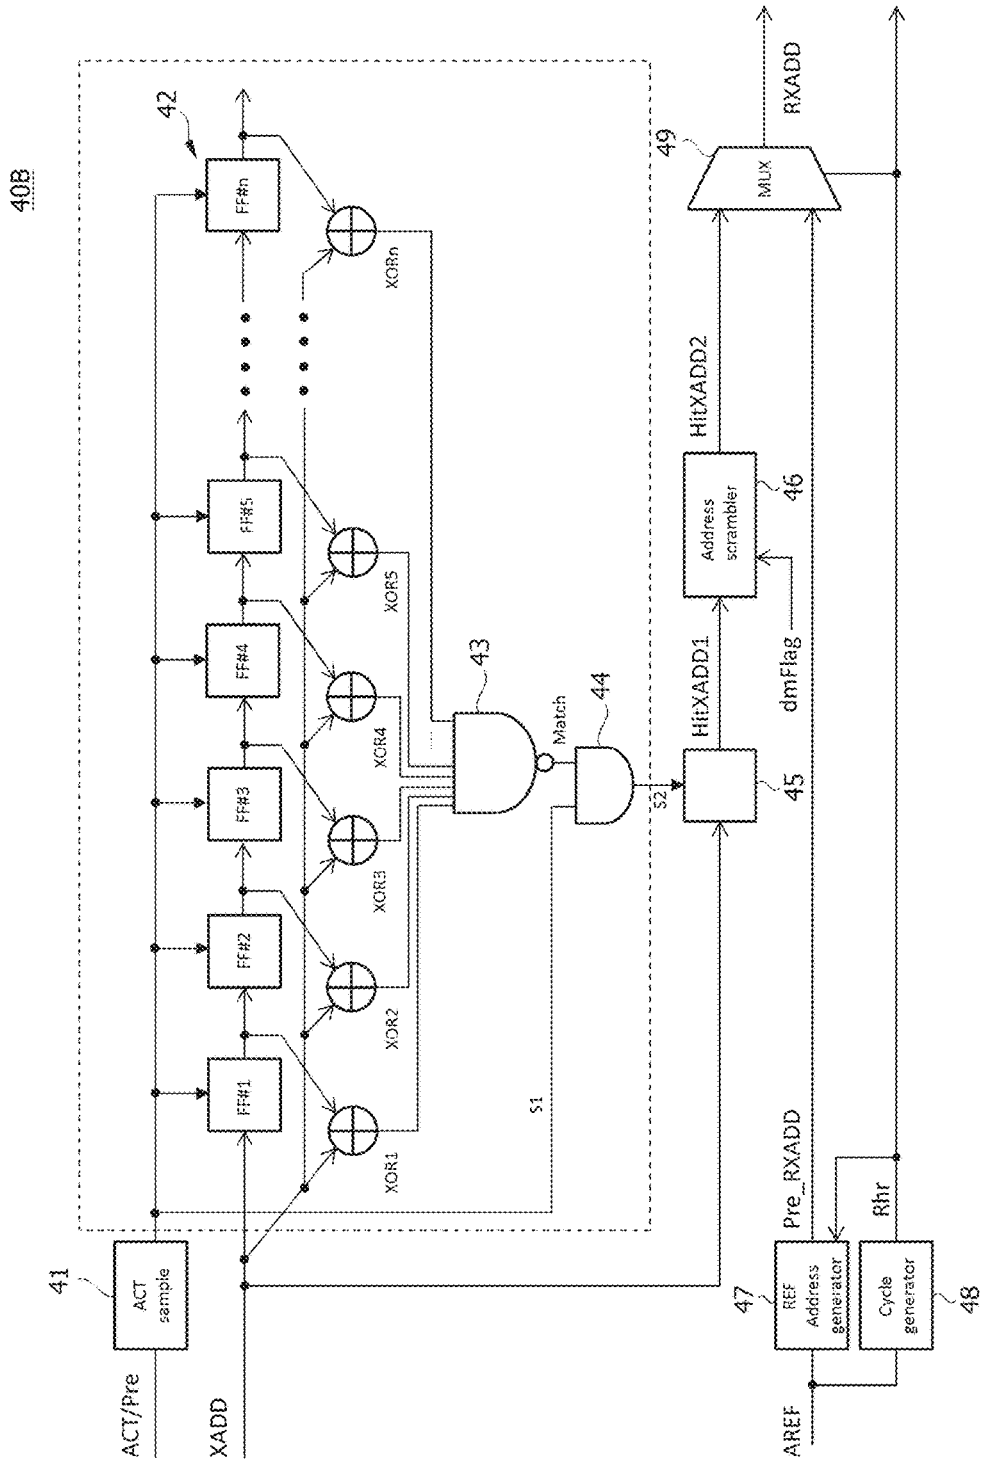 40B
42
FF#1
FF#2
FF#3
FF#4
FF#5
FF#n
XOR1
XOR2
XOR3
XOR4
XOR5
XORn
41
ACT
sample
ACT/Pre
XADD
43
Match
44
S1
S2
45
HitXADD1
Address
scrambler
46
dmFlag
HitXADD2
MUX
49
RXADD
47
REF
Address
generator
Pre_RXADD
Cycle
generator
48
Rhr
AREF